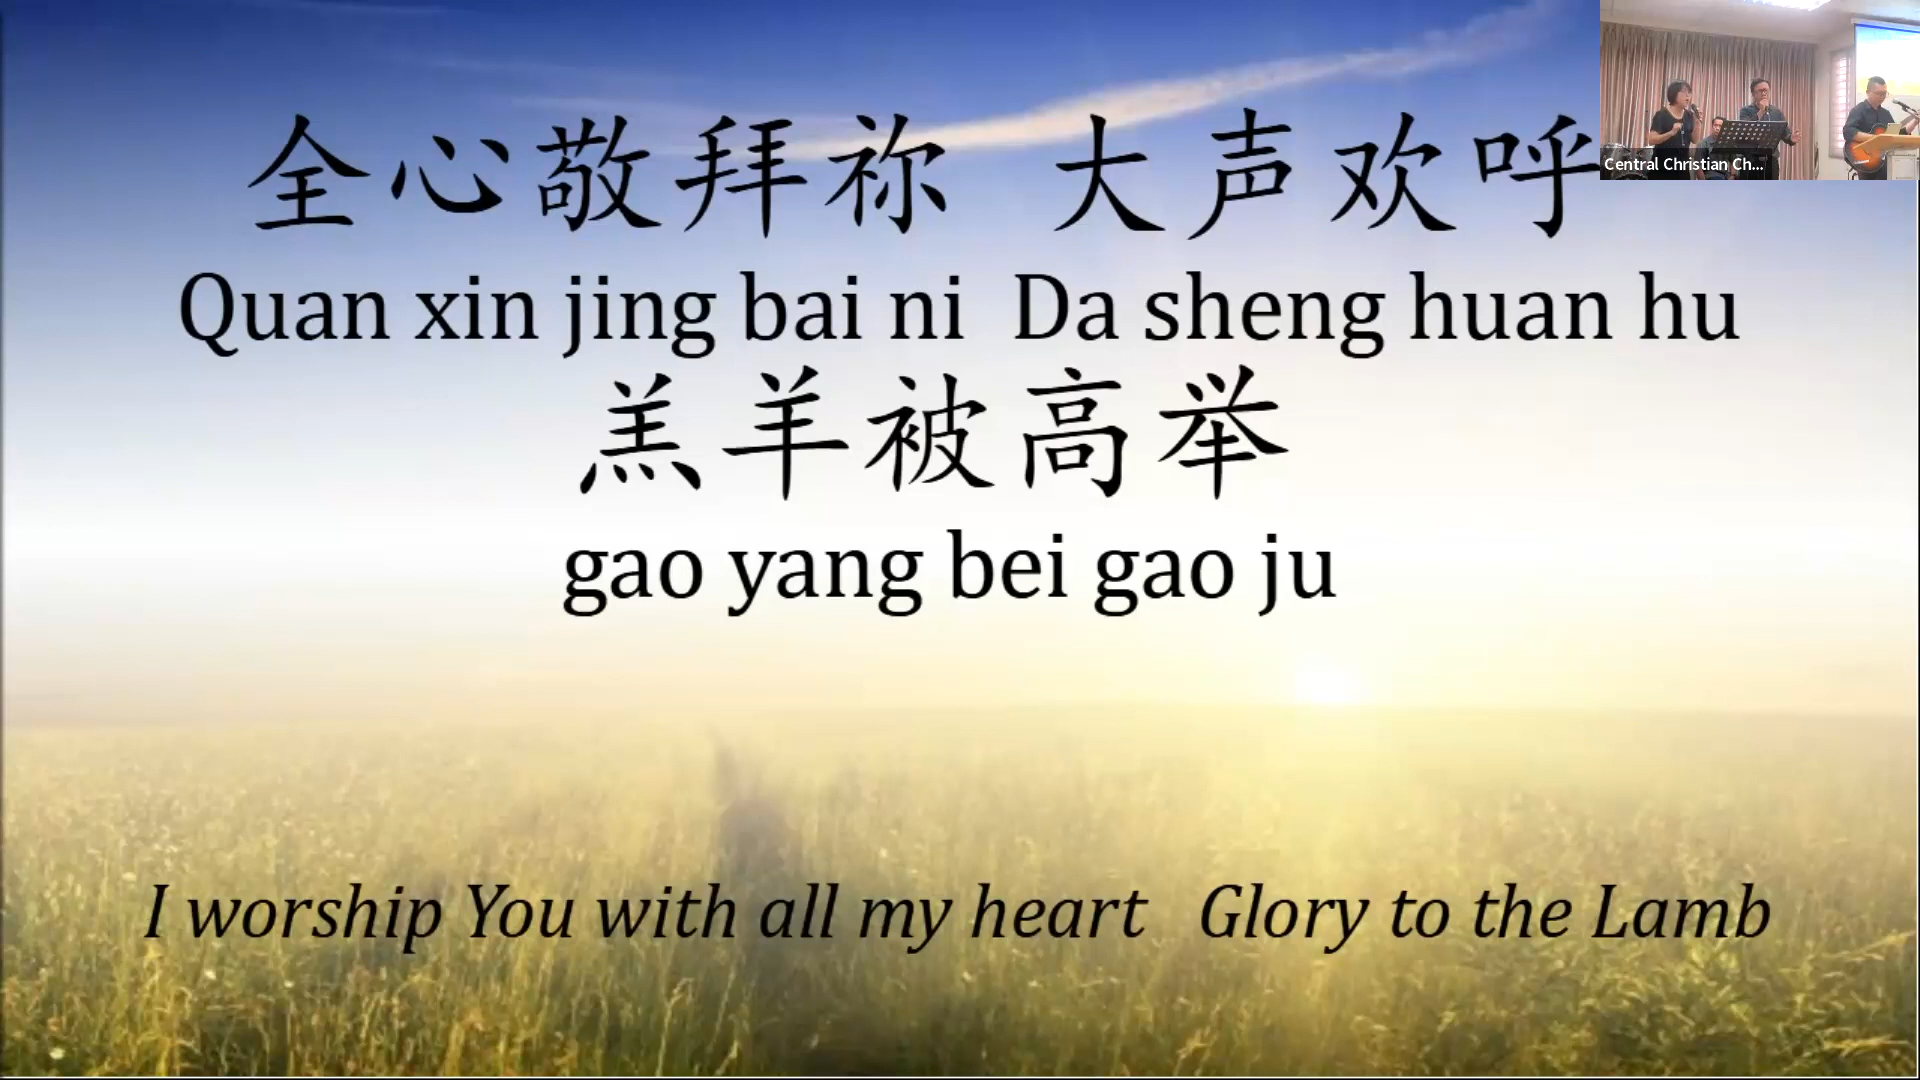 全心敬拜祢 大声欢呼
Quan xin jing bai ni Da sheng huan hu
羔羊被高举
gao yang bei gao ju
I worship You with all my heart Glory to the Lamb
Central Christian Ch...